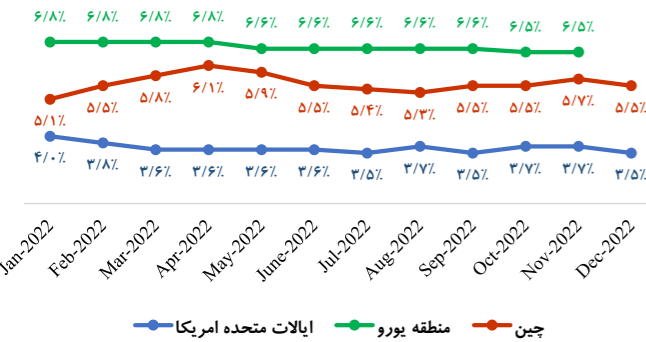 ۶/۸٪ ۶/۸٪ ۶/۸٪ ۶/۸٪ ۶/۶٪ ۶/۶٪ ۶/۶٪ ۶/۶٪ ۶/۶٪ ۶/۵٪ ۶/۵٪
۵/۱٪ ۵/۵٪ ۵/۸٪ ۶/۱٪ ۵/۹٪ ۵/۵٪ ۵/۴٪ ۵/۳٪ ۵/۵٪ ۵/۵٪ ۵/۷٪ ۵/۵٪
۴/۰٪ ۳/۸٪ ۳/۶٪ ۳/۶٪ ۳/۶٪ ۳/۶٪ ۳/۵٪ ۳/۷٪ ۳/۵٪ ۳/۷٪ ۳/۷٪ ۳/۵٪
Jan-2022 Feb-2022 Mar-2022 Apr-2022 May-2022 June-2022 Jul-2022 Aug-2022 Sep-2022 Oct-2022 Nov-2022 Dec-2022
ایالات متحده امریکا منطقه یورو چین